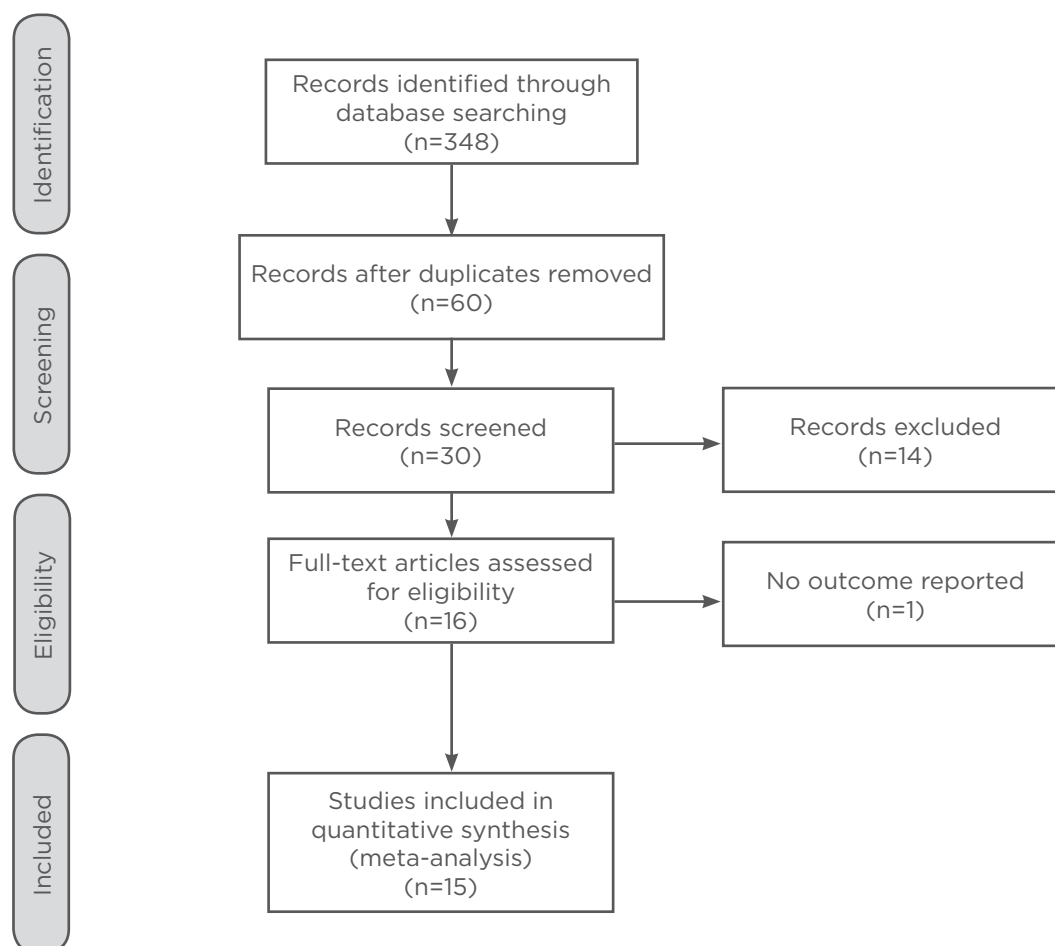 Identification
Records identified through
database searching
(n=348)
Screening
Records after duplicates removed
(n=60)
Records screened
(n=30)
Records excluded
(n=14)
Eligibility
Full-text articles assessed
for eligibility
(n=16)
No outcome reported
(n=1)
Included
Studies included in
quantitative synthesis
(meta-analysis)
(n=15)